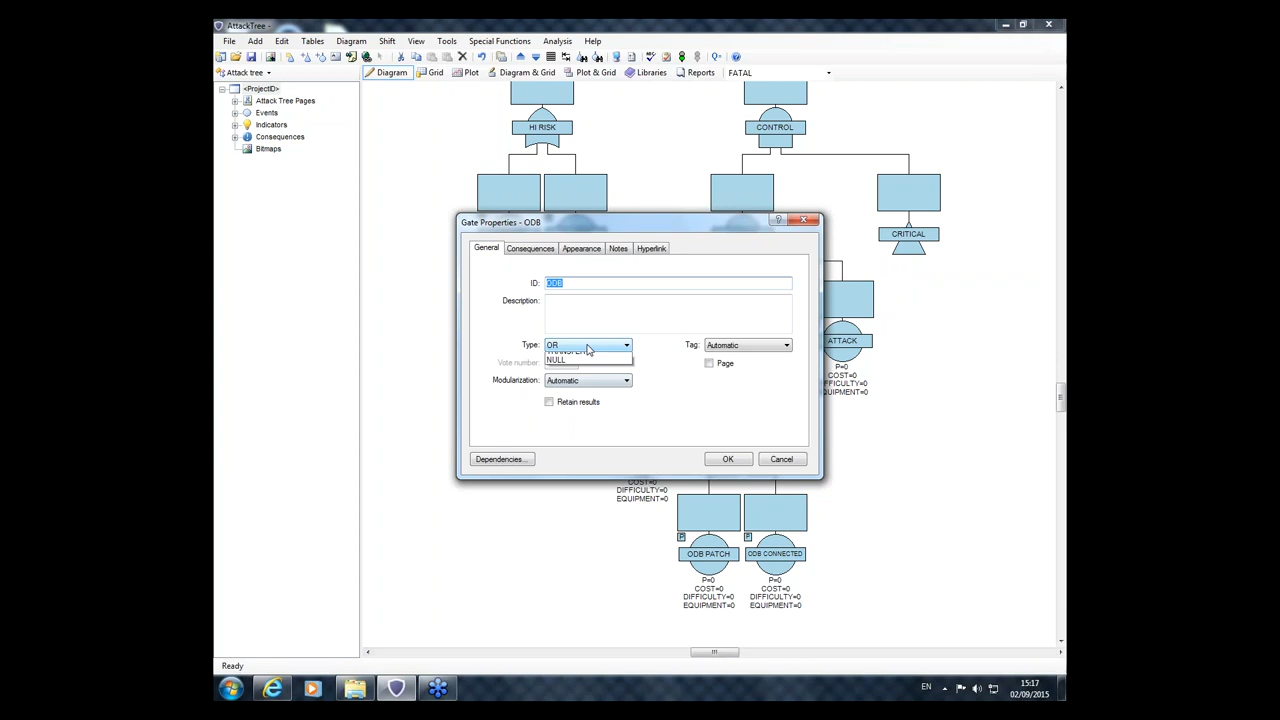 AttackTree -
File Add Edit Tables Diagram Shift View Tools Special Functions Analysis Help
Attack tree
Diagram Grid Plot Diagram & Grid Plot & Grid Libraries Reports FATAL
<ProjectID>
Attack Tree Pages
Events
Indicators
Consequences
Bitmaps
HI RISK
CONTROL
CRITICAL
ATTACK
P=0
COST=0
DIFFICULTY=0
EQUIPMENT=0
Gate Properties - ODB
General Consequences Appearance Notes Hyperlink
ID: ODB
Description:
Type: OR
Tag: Automatic
TRANSFER
NULL
Vote number:
Page
Modularization: Automatic
Retain results
Dependencies... OK Cancel
COST=0
DIFFICULTY=0
EQUIPMENT=0
P
P
ODB PATCH
ODB CONNECTED
P=0
COST=0
DIFFICULTY=0
EQUIPMENT=0
P=0
COST=0
DIFFICULTY=0
EQUIPMENT=0
Ready
EN
15:17
02/09/2015